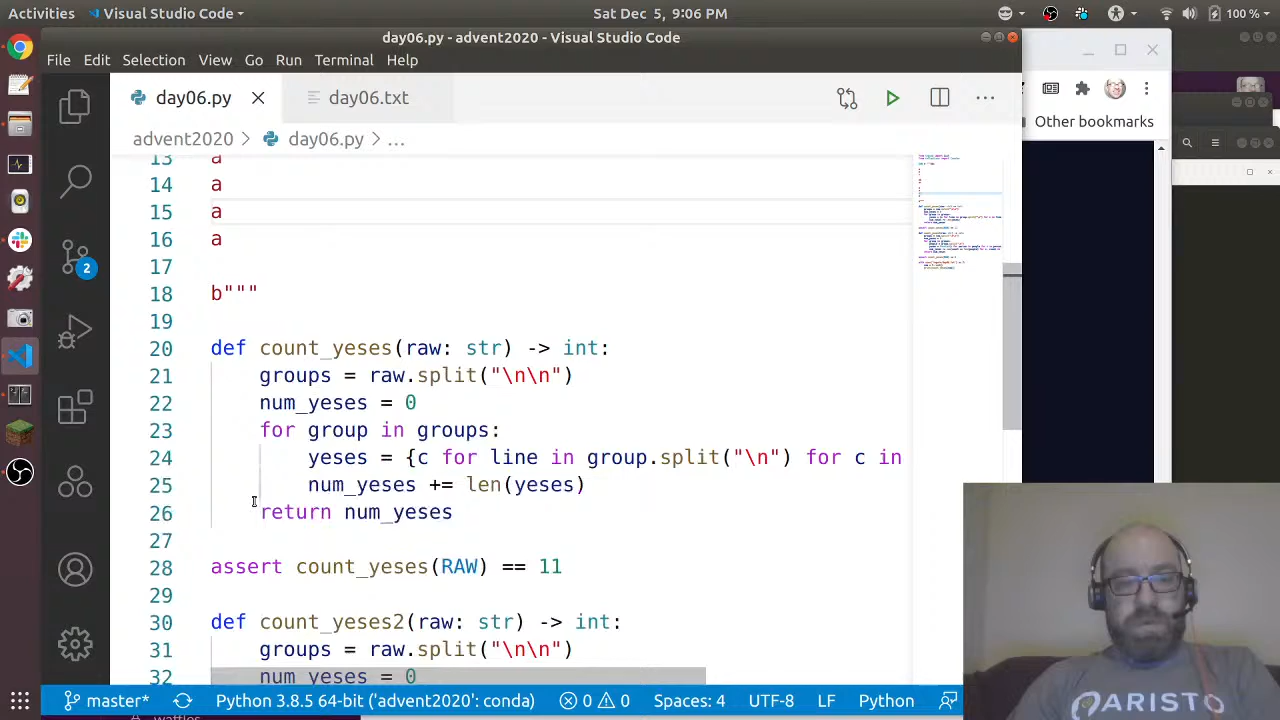 Activities Visual Studio Code Sat Dec 5, 9:06 PM 100 %
day06.py - advent2020 - Visual Studio Code
File Edit Selection View Go Run Terminal Help
day06.py day06.txt
Other bookmarks
advent2020 > day06.py > ...
13 a
14 a
15 a
16 a
17
18 b"""
19
20 def count_yeses(raw: str) -> int:
21 groups = raw.split("\n\n")
22 num_yeses = 0
23 for group in groups:
24 yeses = {c for line in group.split("\n") for c in
25 num_yeses += len(yeses)
26 return num_yeses
27
28 assert count_yeses(RAW) == 11
29
30 def count_yeses2(raw: str) -> int:
31 groups = raw.split("\n\n")
32 num_yeses = 0
2
master* Python 3.8.5 64-bit ('advent2020': conda) 0 0 Spaces: 4 UTF-8 LF Python
waffles
ARISTO